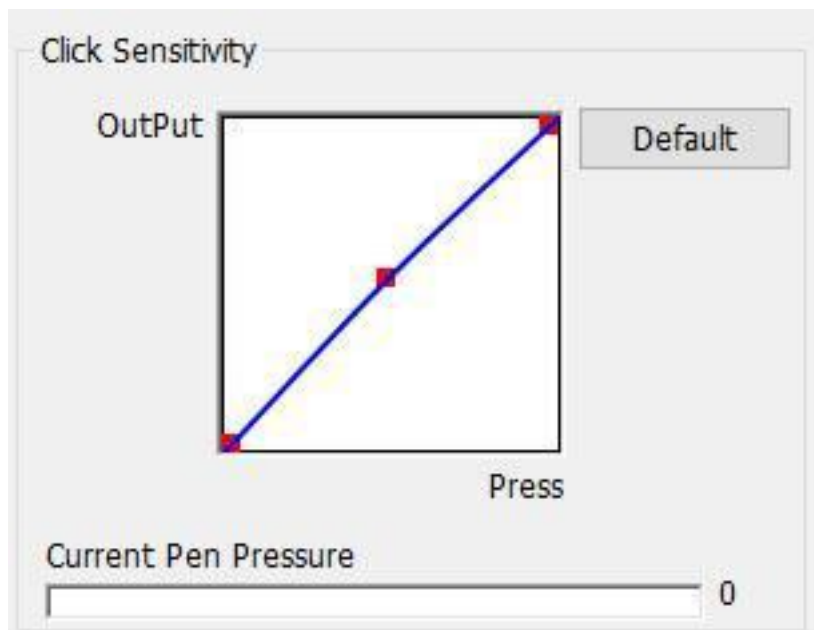 Click Sensitivity
OutPut
Default
Press
Current Pen Pressure
0